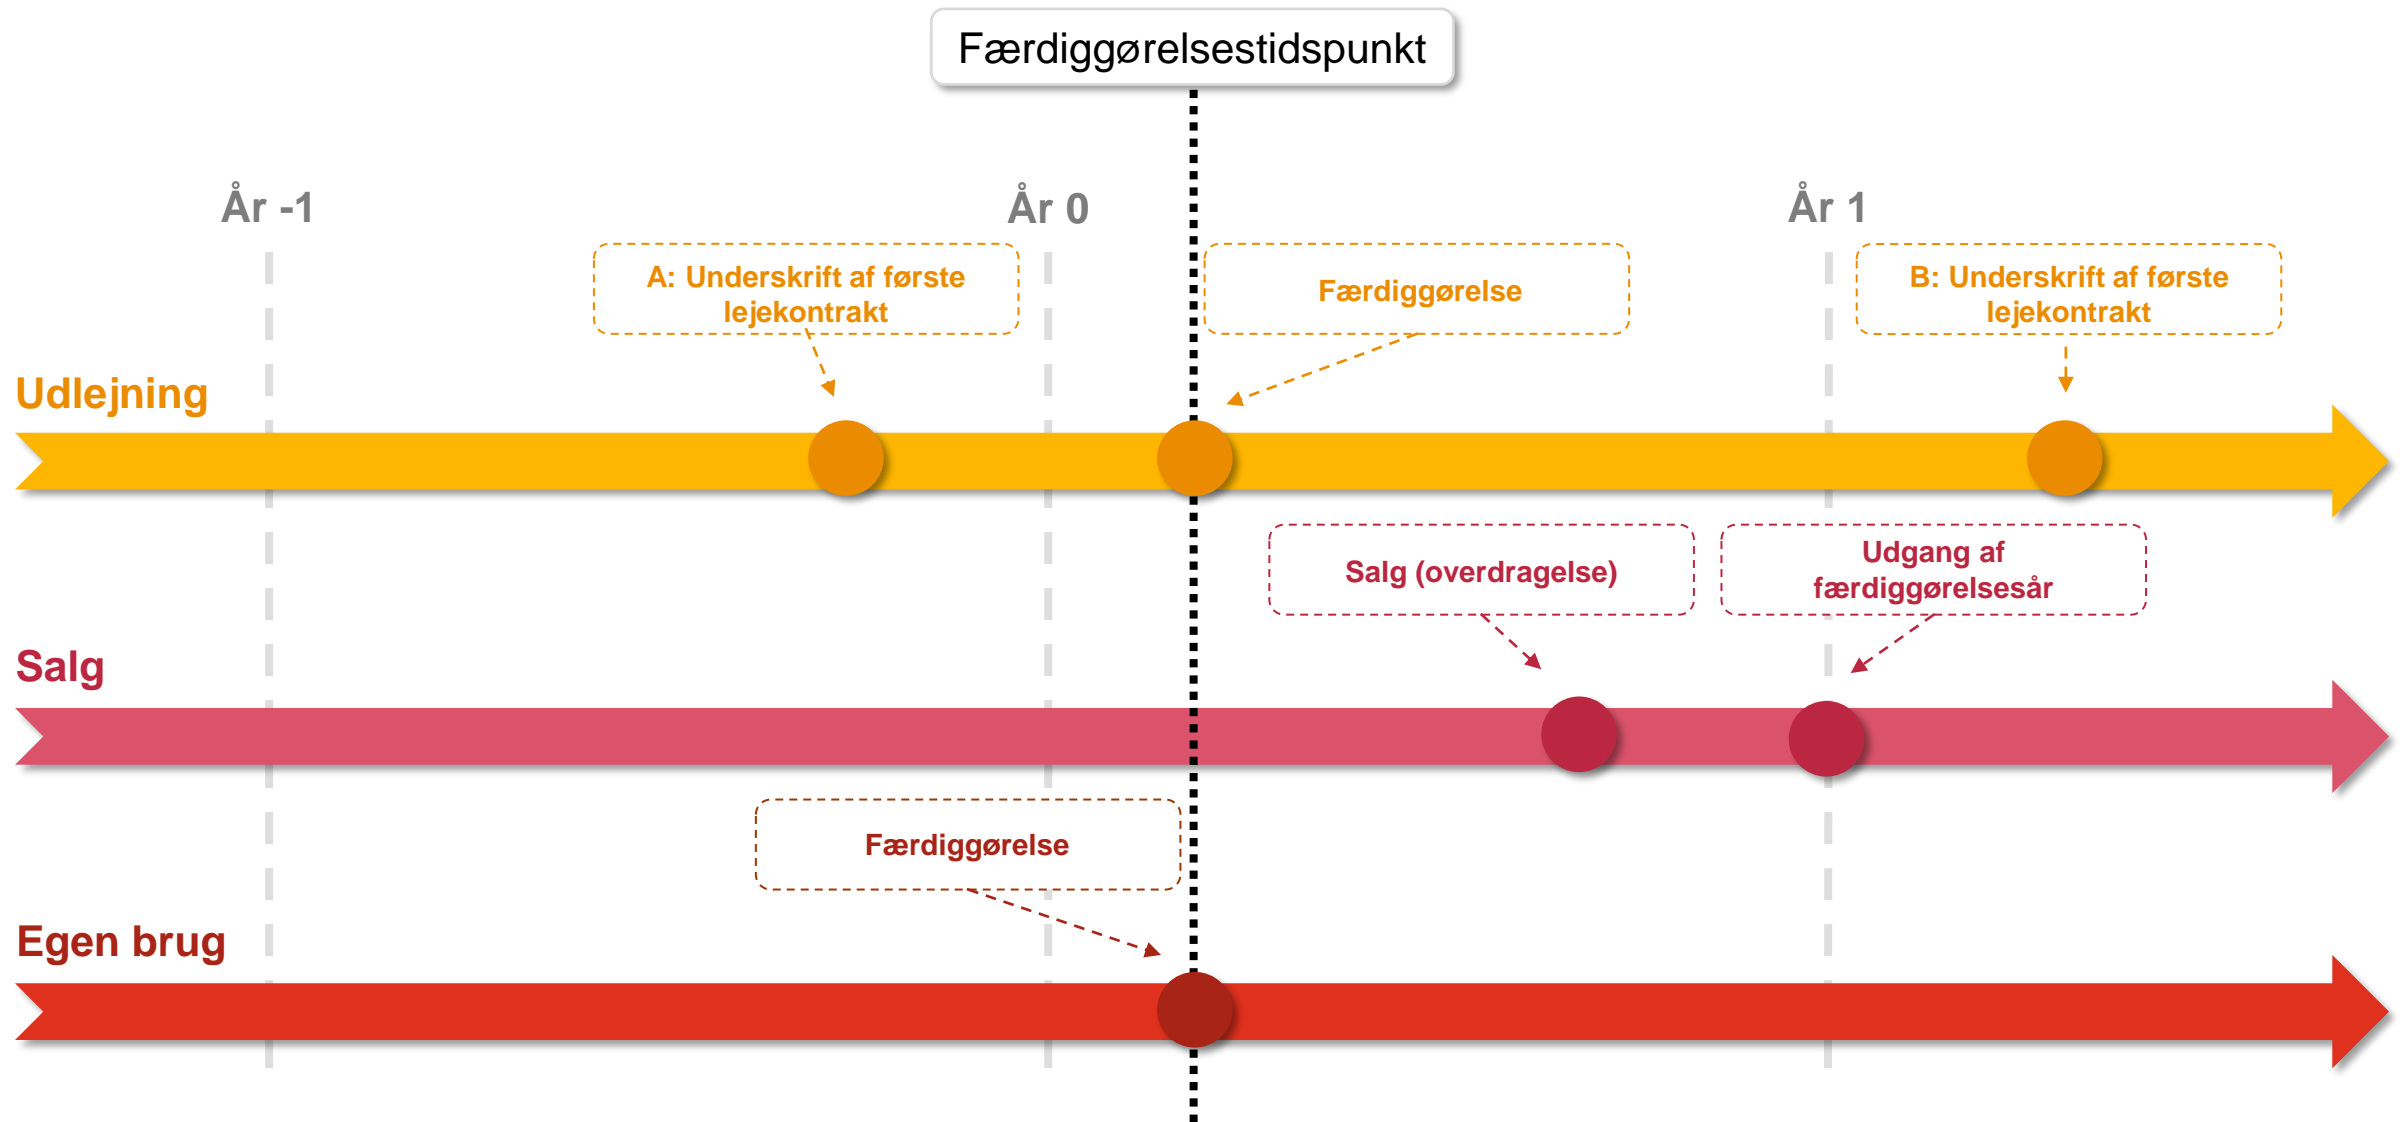 Færdiggørelsestidspunkt
År -1
År 0
År 1
A: Underskrift af første
lejekontrakt
Færdiggørelse
B: Underskrift af første
lejekontrakt
Udlejning
Salg (overdragelse)
Udgang af
færdiggørelsesår
Salg
Færdiggørelse
Egen brug